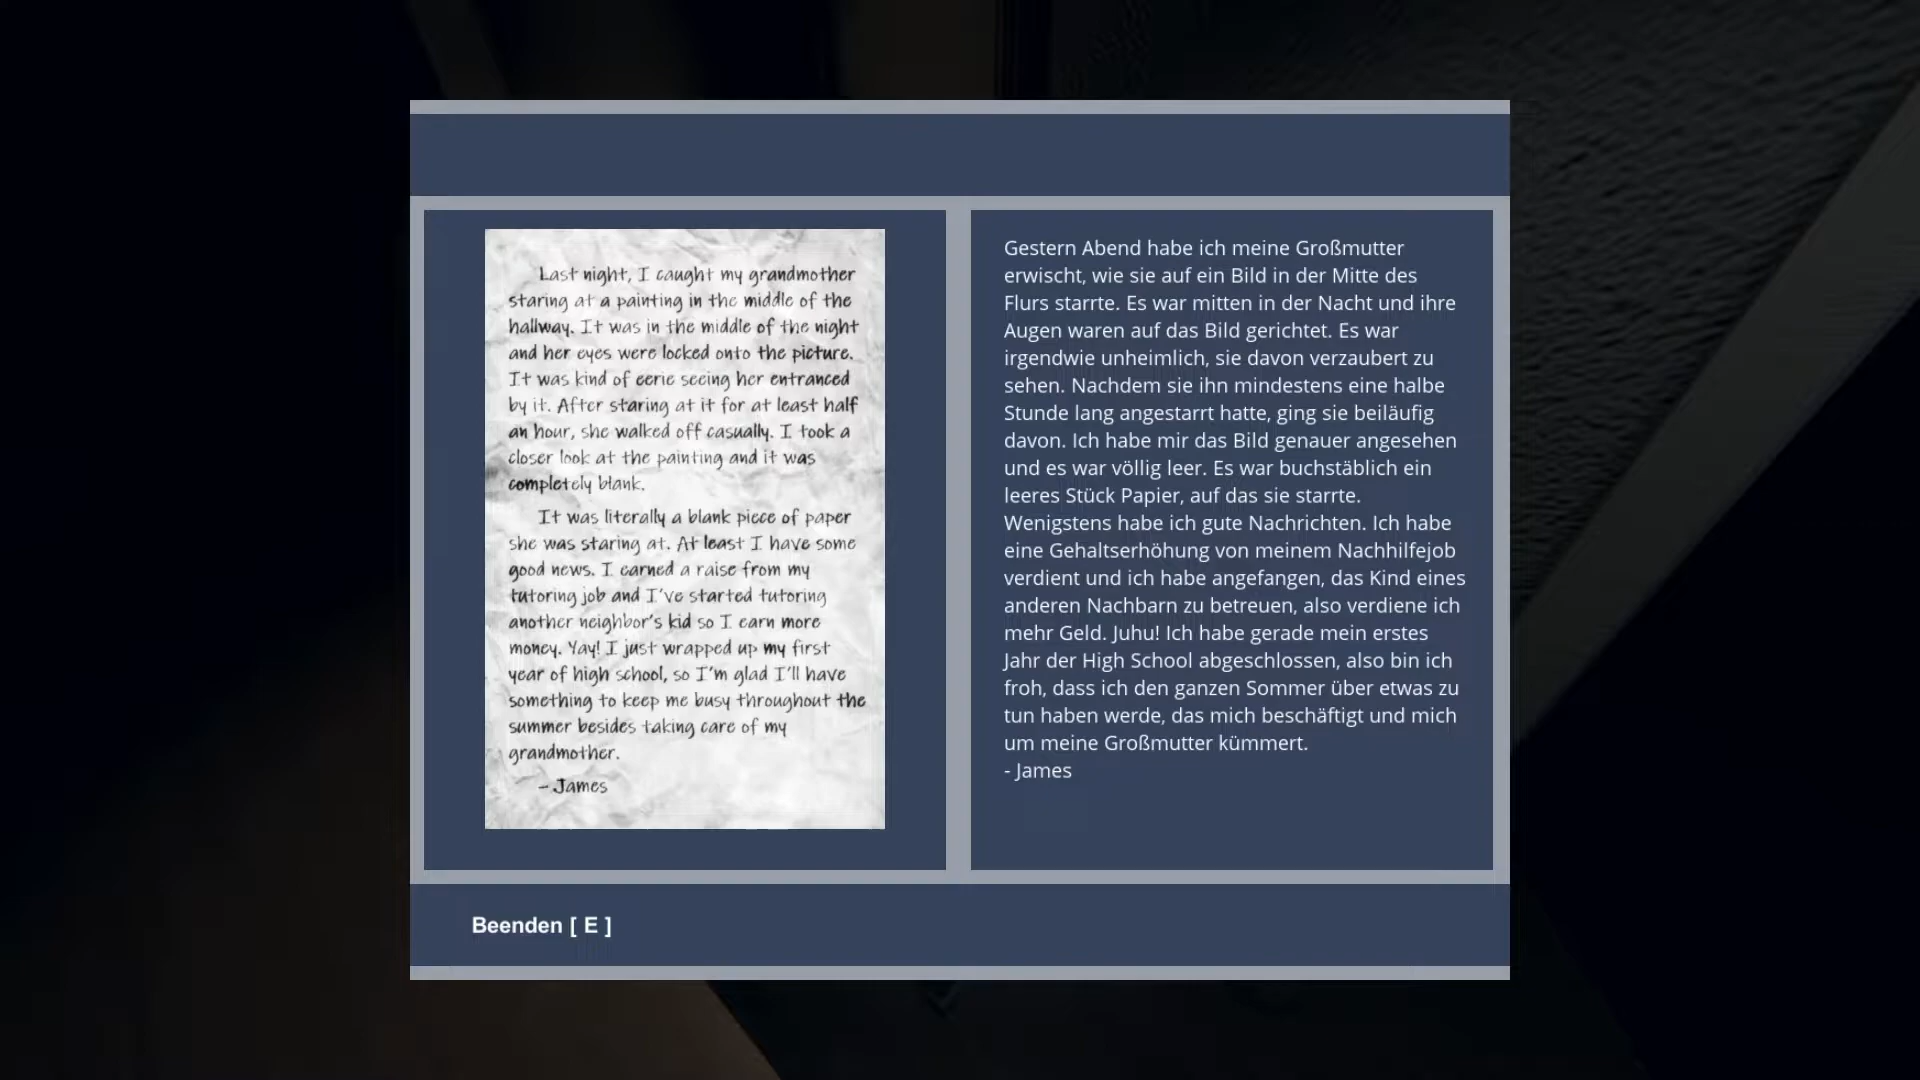 Last night, I caught my grandmother
staring at a painting in the middle of the
hallway. It was in the middle of the night
and her eyes were locked onto the picture.
It was kind of eerie seeing her entranced
by it. After staring at it for at least half
an hour, she walked off casually. I took a
closer look at the painting and it was
completely blank.
It was literally a blank piece of paper
she was staring at. At least I have some
good news. I earned a raise from my
tutoring job and I've started tutoring
another neighbor's kid so I earn more
money. Yay! I just wrapped up my first
year of high school, so I'm glad I'll have
something to keep me busy throughout the
summer besides taking care of my
grandmother.
- James
Gestern Abend habe ich meine Großmutter
erwischt, wie sie auf ein Bild in der Mitte des
Flurs starrte. Es war mitten in der Nacht und ihre
Augen waren auf das Bild gerichtet. Es war
irgendwie unheimlich, sie davon verzaubert zu
sehen. Nachdem sie ihn mindestens eine halbe
Stunde lang angestarrt hatte, ging sie beiläufig
davon. Ich habe mir das Bild genauer angesehen
und es war völlig leer. Es war buchstäblich ein
leeres Stück Papier, auf das sie starrte.
Wenigstens habe ich gute Nachrichten. Ich habe
eine Gehaltserhöhung von meinem Nachhilfejob
verdient und ich habe angefangen, das Kind eines
anderen Nachbarn zu betreuen, also verdiene ich
mehr Geld. Juhu! Ich habe gerade mein erstes
Jahr der High School abgeschlossen, also bin ich
froh, dass ich den ganzen Sommer über etwas zu
tun haben werde, das mich beschäftigt und mich
um meine Großmutter kümmert.
- James
Beenden [ E ]